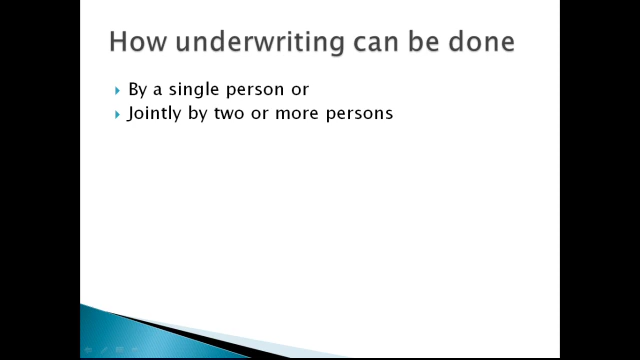 How underwriting can be done
By a single person or
Jointly by two or more persons